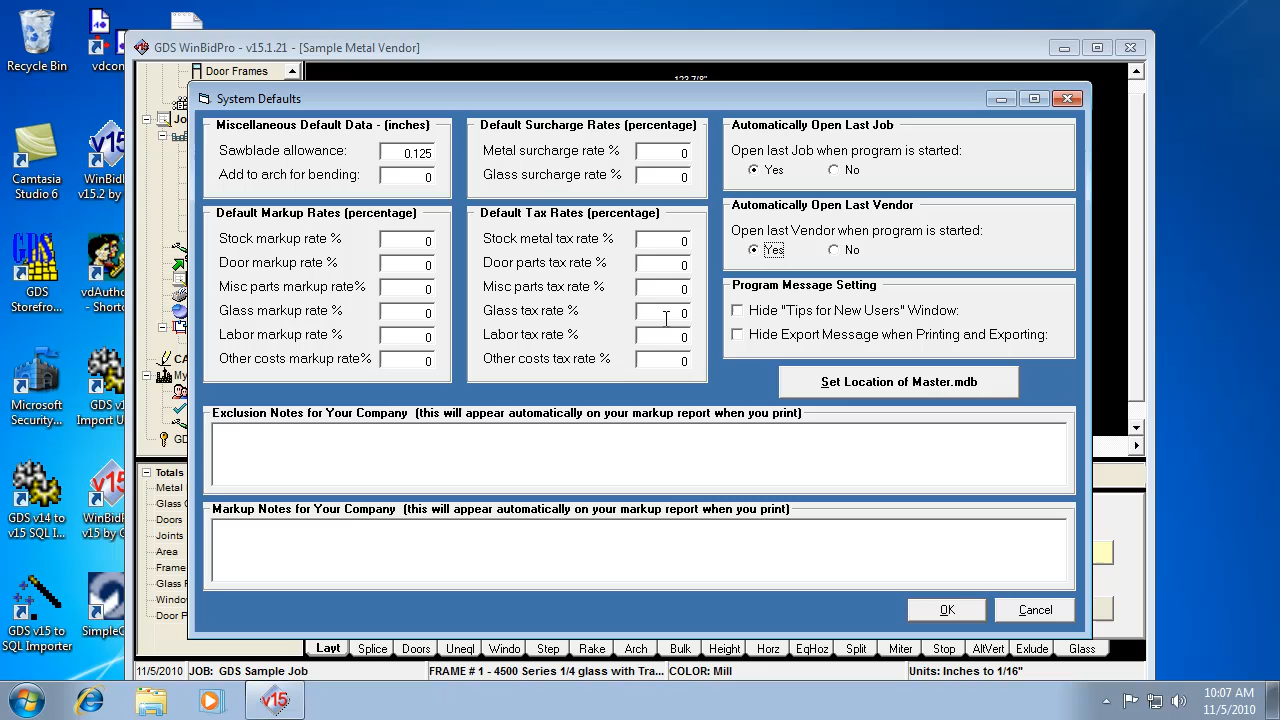 Recycle Bin
vdcon
Camtasia
Studio 6
WinBid
v15.2 by
GDS
Storefro...
vdAutho
- Shortc
Microsoft
Security...
GDS v1
Import U
GDS v14 to
v15 SQL I...
WinBidP
v15 by G
GDS v15 to
SQL Importer
SimpleC
GDS WinBidPro - v15.1.21 - [Sample Metal Vendor]
Door Frames
123 7/8"
Jo
CA
My
GD
Totals
Metal
Glass C
Doors
Joints
Area
Frame
Glass F
Windo
Door P
System Defaults
Miscellaneous Default Data - (inches)
Sawblade allowance: 0.125
Add to arch for bending: 0
Default Surcharge Rates (percentage)
Metal surcharge rate % 0
Glass surcharge rate % 0
Automatically Open Last Job
Open last Job when program is started:
Yes No
Default Markup Rates (percentage)
Stock markup rate % 0
Door markup rate % 0
Misc parts markup rate% 0
Glass markup rate % 0
Labor markup rate % 0
Other costs markup rate% 0
Default Tax Rates (percentage)
Stock metal tax rate % 0
Door parts tax rate % 0
Misc parts tax rate % 0
Glass tax rate % 0
Labor tax rate % 0
Other costs tax rate % 0
Automatically Open Last Vendor
Open last Vendor when program is started:
Yes No
Program Message Setting
Hide "Tips for New Users" Window:
Hide Export Message when Printing and Exporting:
Set Location of Master.mdb
Exclusion Notes for Your Company (this will appear automatically on your markup report when you print)
Markup Notes for Your Company (this will appear automatically on your markup report when you print)
OK Cancel
Layt Splice Doors Uneql Windo Step Rake Arch Bulk Height Horz EqHoz Split Miter Stop AltVert Exlude Glass
11/5/2010 JOB: GDS Sample Job FRAME # 1 - 4500 Series 1/4 glass with Tra... COLOR: Mill Units: Inches to 1/16"
v15
10:07 AM
11/5/2010